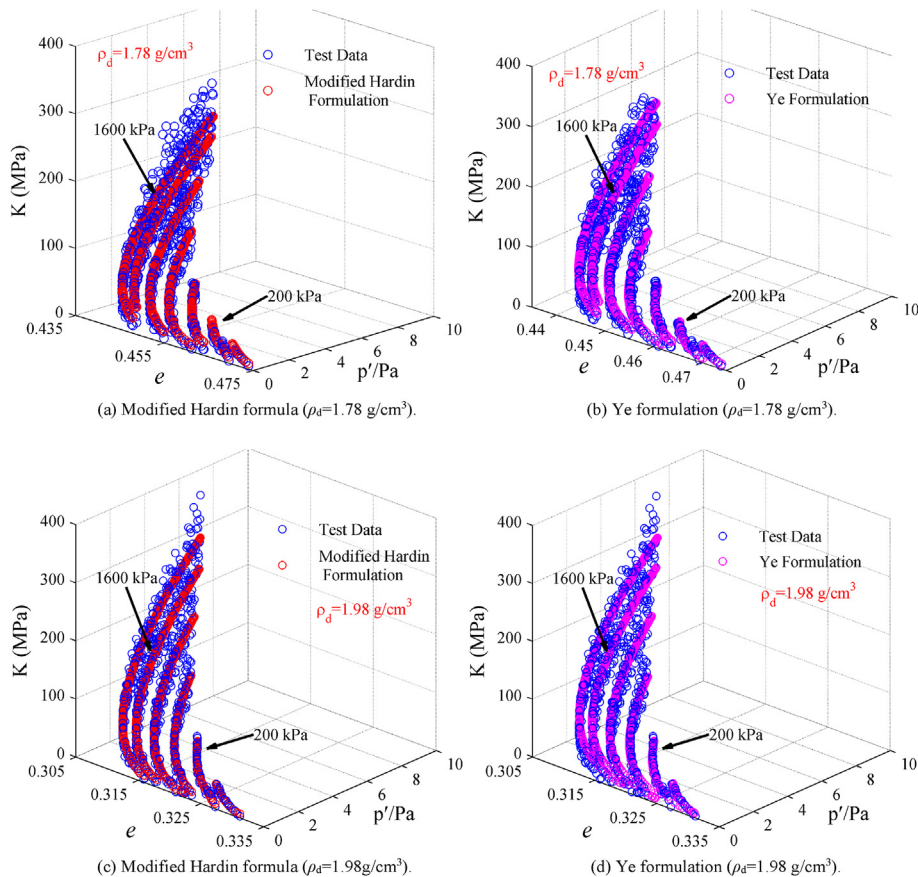 400
300
200
100
0
K (MPa)
ρd=1.78 g/cm³
Test Data
Modified Hardin
Formulation
1600 kPa
200 kPa
0.435
0.455
0.475
e
0
2
4
6
8
10
p′/Pa
(a) Modified Hardin formula (ρd=1.78 g/cm³).
400
300
200
100
0
K (MPa)
ρd=1.78 g/cm³
Test Data
Ye Formulation
1600 kPa
200 kPa
0.44
0.45
0.46
0.47
e
0
2
4
6
8
10
p′/Pa
(b) Ye formulation (ρd=1.78 g/cm³).
400
300
200
100
0
K (MPa)
Test Data
Modified Hardin
Formulation
ρd=1.98 g/cm³
1600 kPa
200 kPa
0.305
0.315
0.325
0.335
e
0
2
4
6
8
10
p′/Pa
(c) Modified Hardin formula (ρd=1.98g/cm³).
400
300
200
100
0
K (MPa)
Test Data
Ye Formulation
ρd=1.98 g/cm³
1600 kPa
200 kPa
0.305
0.315
0.325
0.335
e
0
2
4
6
8
10
p′/Pa
(d) Ye formulation (ρd=1.98 g/cm³).